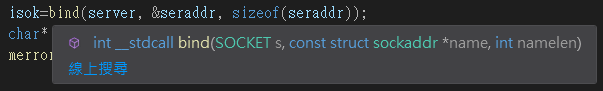 isok=bind(server, &seraddr, sizeof(seraddr));
char*
int __stdcall bind(SOCKET s, const struct sockaddr *name, int namelen)
merror
線上搜尋